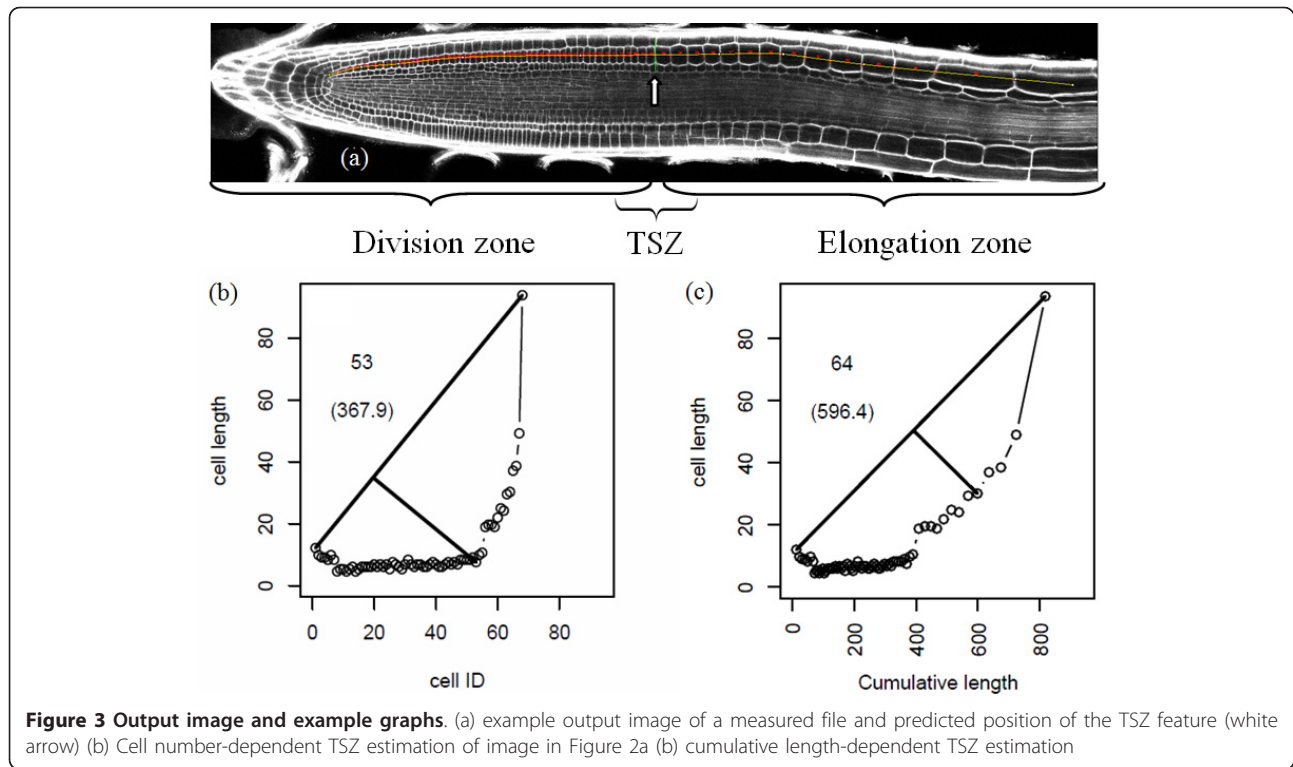 (a)
Division zone TSZ Elongation zone
(b)
53
(367.9)
cell length
0 20 40 60 80
0 20 40 60 80
cell ID
(c)
64
(596.4)
cell length
0 20 40 60 80
0 200 400 600 800
Cumulative length
Figure 3 Output image and example graphs. (a) example output image of a measured file and predicted position of the TSZ feature (white
arrow) (b) Cell number-dependent TSZ estimation of image in Figure 2a (b) cumulative length-dependent TSZ estimation